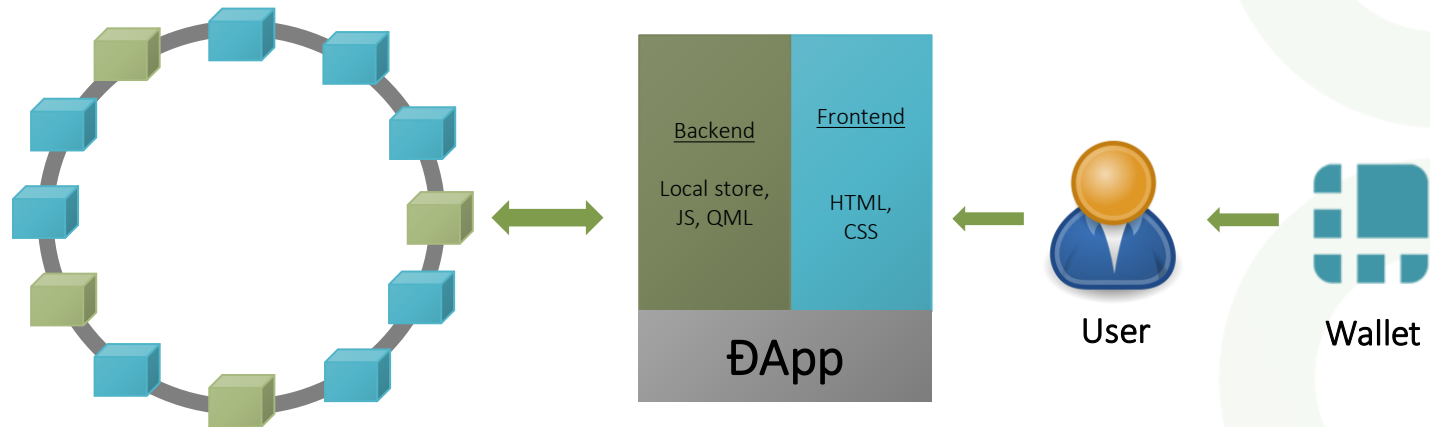 Backend
Local store,
JS, QML
Frontend
HTML,
CSS
ĐApp
User
Wallet